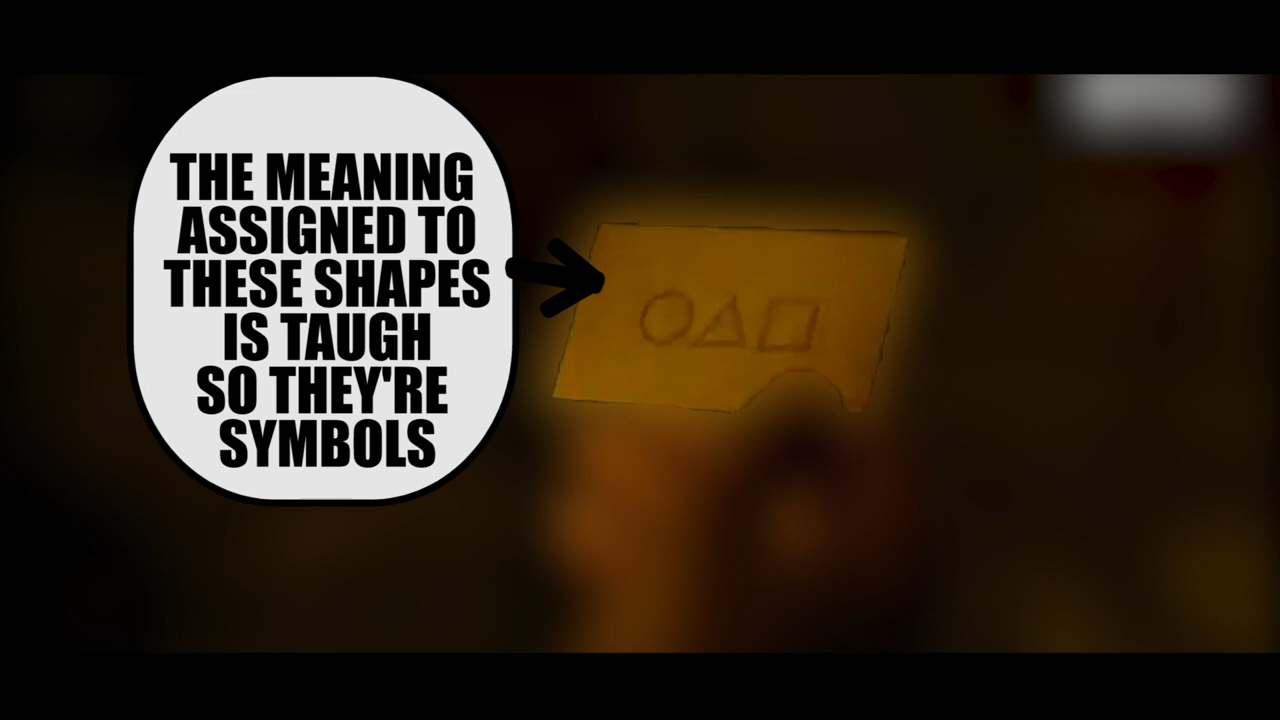 THE MEANING
ASSIGNED TO
THESE SHAPES
IS TAUGH
SO THEY'RE
SYMBOLS